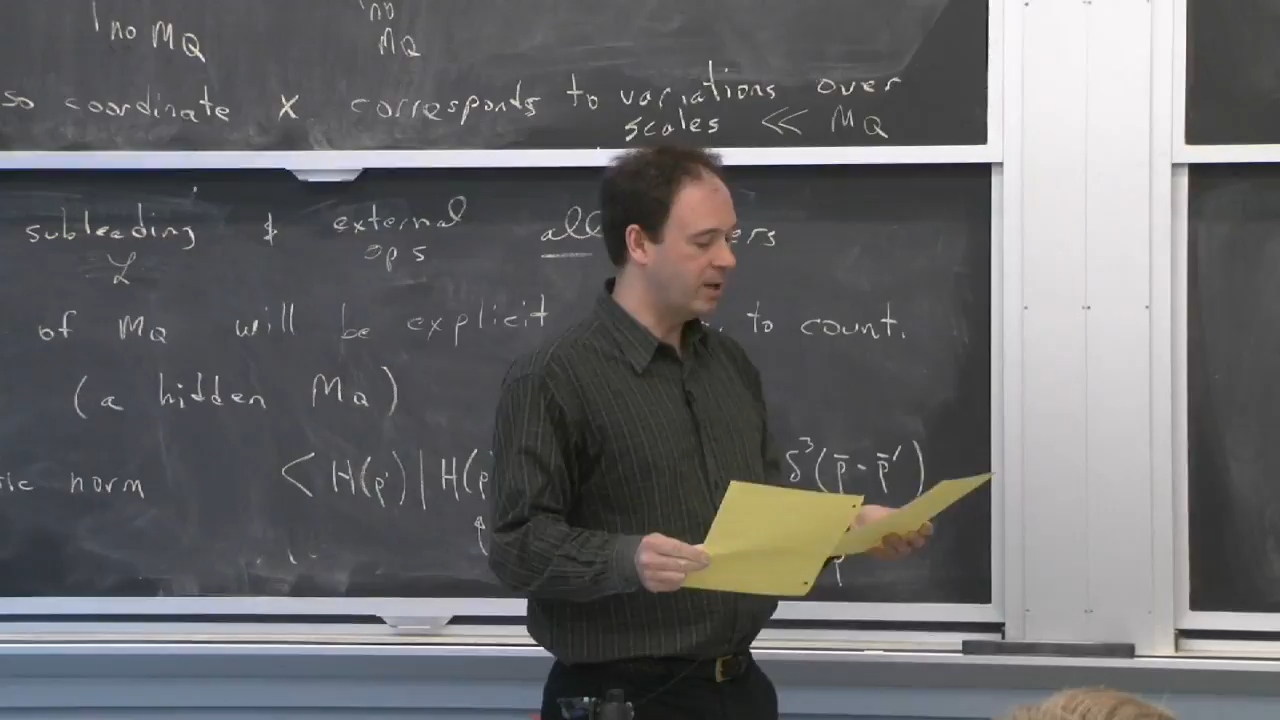 no MQ
no
MQ
so coordinate x corresponds to variations over
scales << MQ
subleading & external all
L ops
of MQ will be explicit to count.
(a hidden MQ)
norm <H(p')|H(p δ³(p̄-p̄')